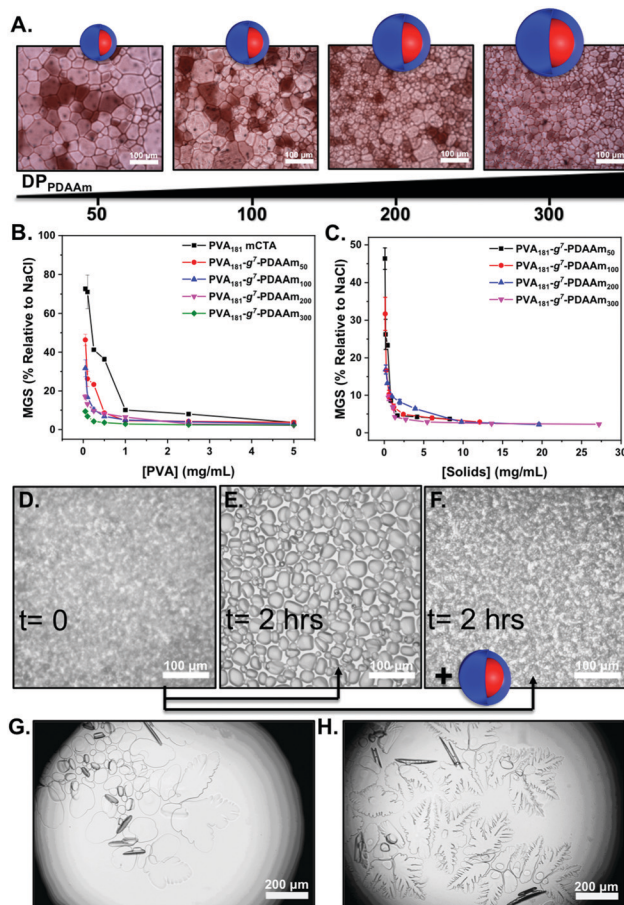 A.
100 µm
100 µm
100 µm
100 µm
DP PDAAm
50
100
200
300
B.
100
80
60
40
20
0
MGS (% Relative to NaCl)
PVA181 mCTA
PVA181-g7-PDAAm50
PVA181-g7-PDAAm100
PVA181-g7-PDAAm200
PVA181-g7-PDAAm300
0 1 2 3 4 5
[PVA] (mg/mL)
C.
50
40
30
20
10
0
MGS (% Relative to NaCl)
PVA181-g7-PDAAm50
PVA181-g7-PDAAm100
PVA181-g7-PDAAm200
PVA181-g7-PDAAm300
0 5 10 15 20 25 30
[Solids] (mg/mL)
D.
t= 0
100 µm
E.
t= 2 hrs
100 µm
F.
t= 2 hrs
100 µm
+
G.
200 µm
H.
200 µm